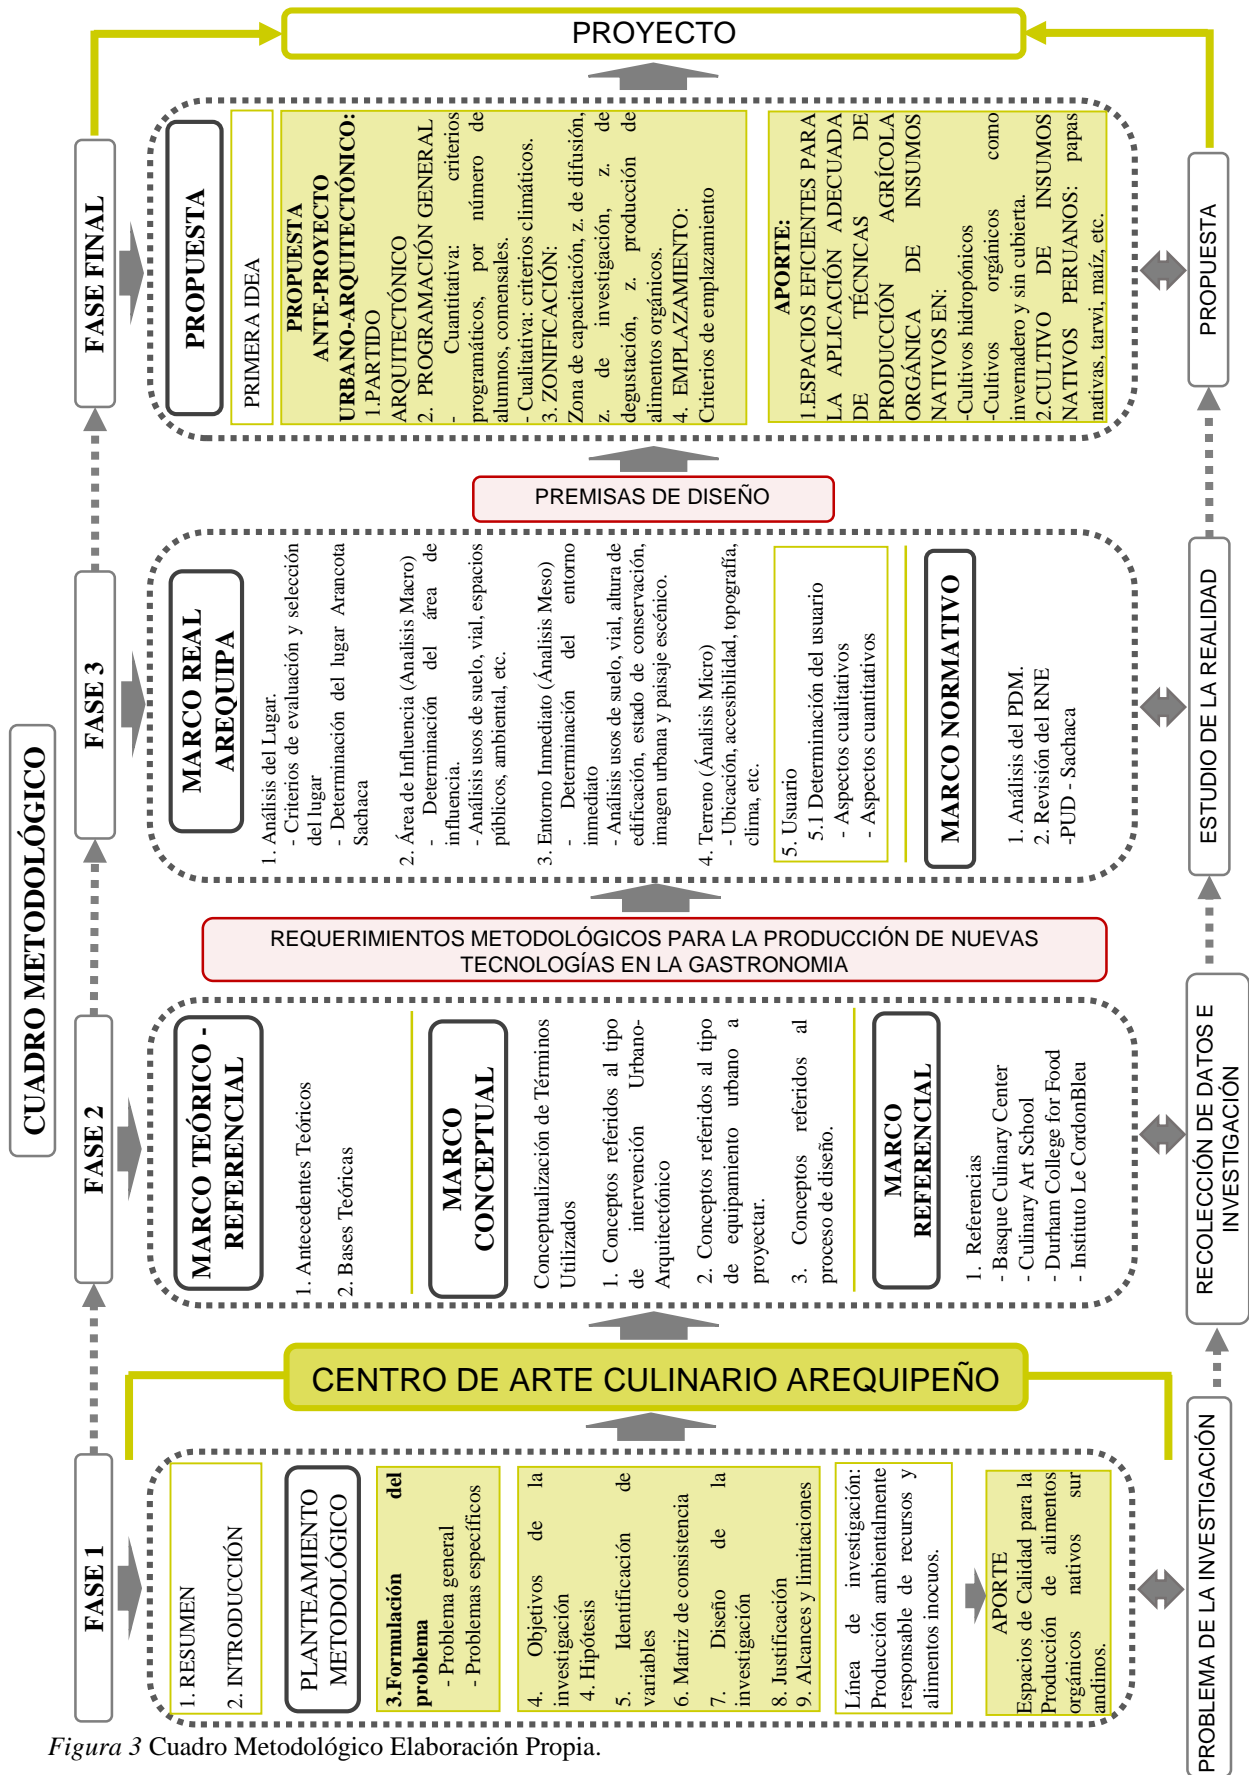 CUADRO METODOLÓGICO
FASE 1
FASE 2
FASE 3
FASE FINAL
1. RESUMEN
2. INTRODUCCIÓN
PLANTEAMIENTO
METODOLÓGICO
3.Formulación del
problema
- Problema general
- Problemas específicos
4. Objetivos de la
investigación
4. Hipótesis
5. Identificación de
variables
6. Matriz de consistencia
7. Diseño de la
investigación
8. Justificación
9. Alcances y limitaciones
Línea de investigación:
Producción ambientalmente
responsable de recursos y
alimentos inocuos.
APORTE
Espacios de Calidad para la
Producción de alimentos
orgánicos nativos sur
andinos.
PROBLEMA DE LA INVESTIGACIÓN
CENTRO DE ARTE CULINARIO AREQUIPEÑO
MARCO TEÓRICO -
REFERENCIAL
1. Antecedentes Teóricos
2. Bases Teóricas
MARCO
CONCEPTUAL
Conceptualización de Términos
Utilizados
1. Conceptos referidos al tipo
de intervención Urbano-
Arquitectónico
2. Conceptos referidos al tipo
de equipamiento urbano a
proyectar.
3. Conceptos referidos al
proceso de diseño.
MARCO
REFERENCIAL
1. Referencias
- Basque Culinary Center
- Culinary Art School
- Durham College for Food
- Instituto Le CordonBleu
RECOLECCIÓN DE DATOS E
INVESTIGACIÓN
REQUERIMIENTOS METODOLÓGICOS PARA LA PRODUCCIÓN DE NUEVAS
TECNOLOGÍAS EN LA GASTRONOMIA
MARCO REAL
AREQUIPA
1. Análisis del Lugar.
- Criterios de evaluación y selección
del lugar
- Determinación del lugar Arancota
Sachaca
2. Área de Influencia (Analisis Macro)
- Determinación del área de
influencia.
- Análisis usos de suelo, vial, espacios
públicos, ambiental, etc.
3. Entorno Inmediato (Ánalisis Meso)
- Determinación del entorno
inmediato
- Análisis usos de suelo, vial, altura de
edificación, estado de conservación,
imagen urbana y paisaje escénico.
4. Terreno (Ánalisis Micro)
- Ubicación, accesibilidad, topografía,
clima, etc.
5. Usuario
5.1 Determinación del usuario
- Aspectos cualitativos
- Aspectos cuantitativos
MARCO NORMATIVO
1. Análisis del PDM.
2. Revisión del RNE
-PUD - Sachaca
ESTUDIO DE LA REALIDAD
PREMISAS DE DISEÑO
PROPUESTA
PRIMERA IDEA
PROPUESTA
ANTE-PROYECTO
URBANO-ARQUITECTÓNICO:
1.PARTIDO
ARQUITECTÓNICO
2. PROGRAMACIÓN GENERAL
- Cuantitativa: criterios
programáticos, por número de
alumnos, comensales.
- Cualitativa: criterios climáticos.
3. ZONIFICACIÓN:
Zona de capacitación, z. de difusión,
z. de investigación, z. de
degustación, z. producción de
alimentos orgánicos.
4. EMPLAZAMIENTO:
Criterios de emplazamiento
APORTE:
1.ESPACIOS EFICIENTES PARA
LA APLICACIÓN ADECUADA
DE TÉCNICAS DE
PRODUCCIÓN AGRÍCOLA
ORGÁNICA DE INSUMOS
NATIVOS EN:
-Cultivos hidropónicos
-Cultivos orgánicos como
invernadero y sin cubierta.
2.CULTIVO DE INSUMOS
NATIVOS PERUANOS: papas
nativas, tarwi, maíz, etc.
PROPUESTA
PROYECTO
Figura 3 Cuadro Metodológico Elaboración Propia.